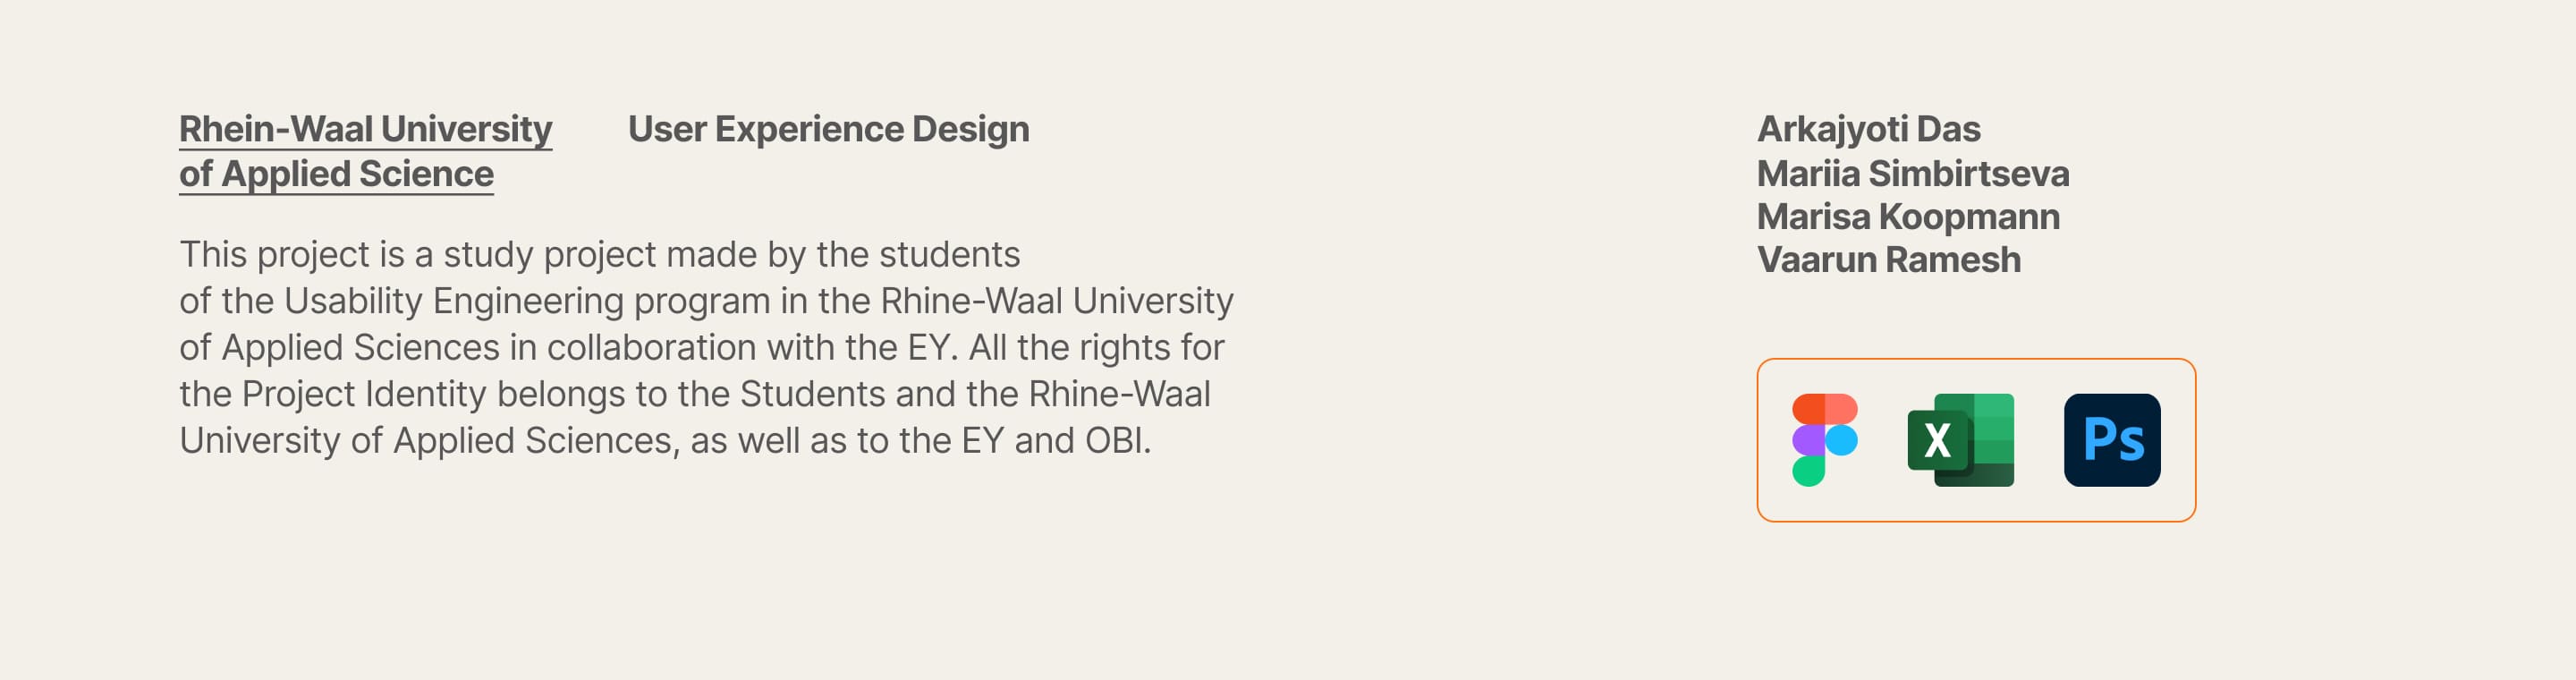 Rhein-Waal University
of Applied Science
User Experience Design
This project is a study project made by the students
of the Usability Engineering program in the Rhine-Waal University
of Applied Sciences in collaboration with the EY. All the rights for
the Project Identity belongs to the Students and the Rhine-Waal
University of Applied Sciences, as well as to the EY and OBI.
Arkajyoti Das
Mariia Simbirtseva
Marisa Koopmann
Vaarun Ramesh
X
Ps